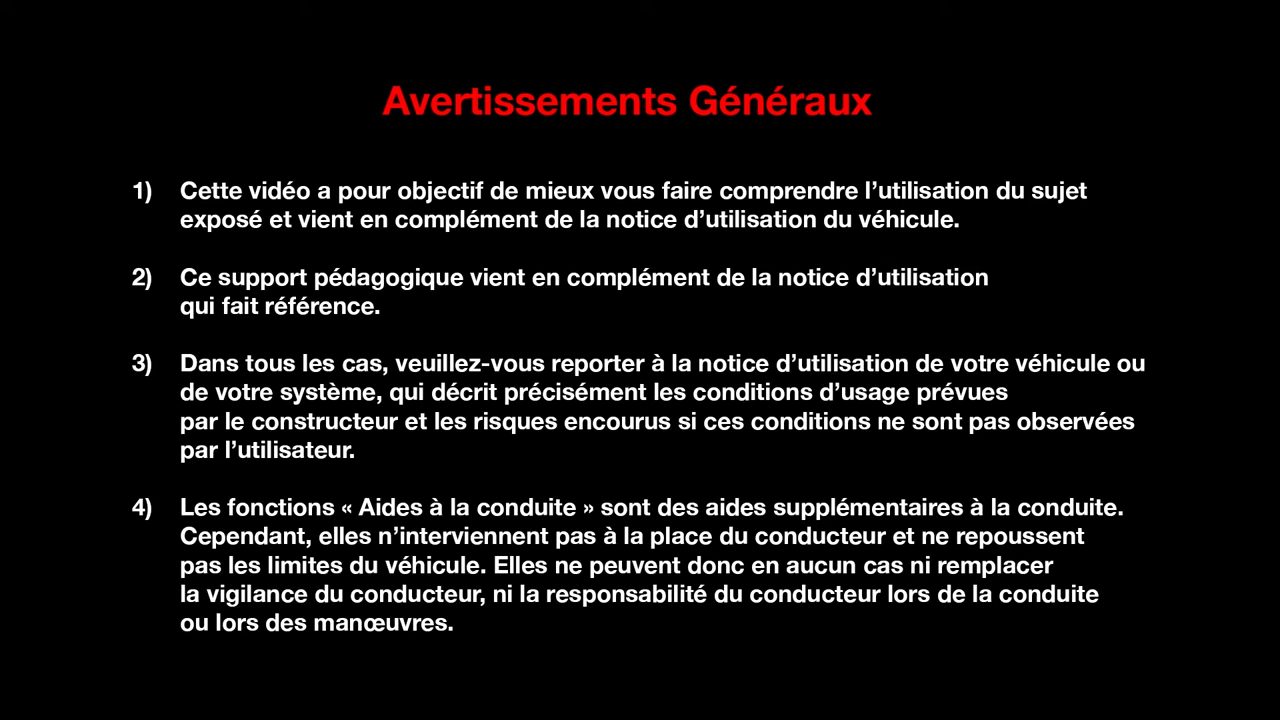 Avertissements Généraux
1) Cette vidéo a pour objectif de mieux vous faire comprendre l’utilisation du sujet
exposé et vient en complément de la notice d’utilisation du véhicule.
2) Ce support pédagogique vient en complément de la notice d’utilisation
qui fait référence.
3) Dans tous les cas, veuillez-vous reporter à la notice d’utilisation de votre véhicule ou
de votre système, qui décrit précisément les conditions d’usage prévues
par le constructeur et les risques encourus si ces conditions ne sont pas observées
par l’utilisateur.
4) Les fonctions « Aides à la conduite » sont des aides supplémentaires à la conduite.
Cependant, elles n’interviennent pas à la place du conducteur et ne repoussent
pas les limites du véhicule. Elles ne peuvent donc en aucun cas ni remplacer
la vigilance du conducteur, ni la responsabilité du conducteur lors de la conduite
ou lors des manœuvres.